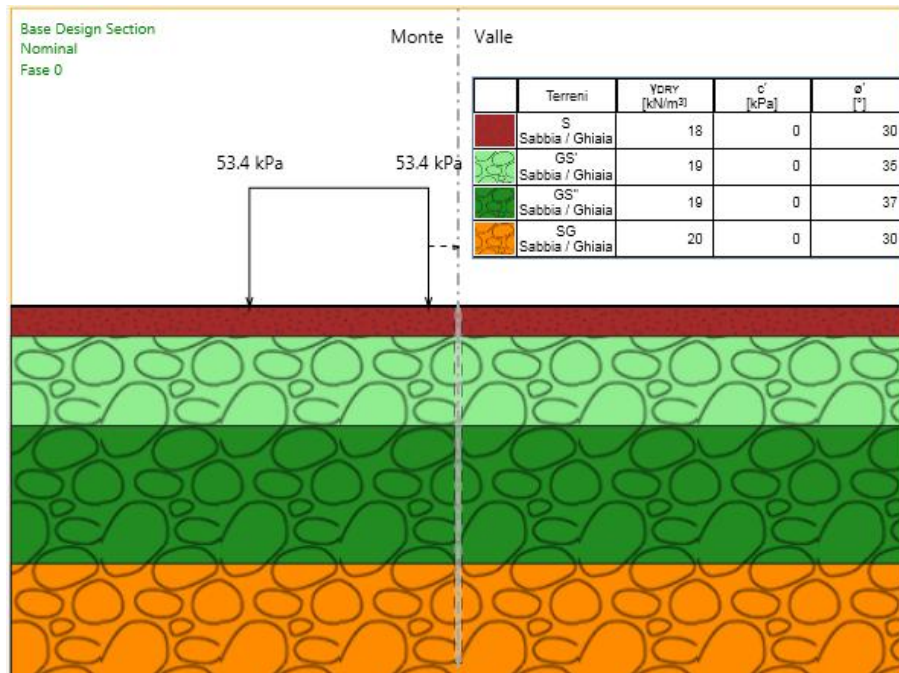 Base Design Section
Nominal
Fase 0
Monte
Valle
Terreni γDRY c' ø'
[kN/m³] [kPa] [°]
S
Sabbia / Ghiaia 18 0 30
GS'
Sabbia / Ghiaia 19 0 35
GS"
Sabbia / Ghiaia 19 0 37
SG
Sabbia / Ghiaia 20 0 30
53.4 kPa 53.4 kPa